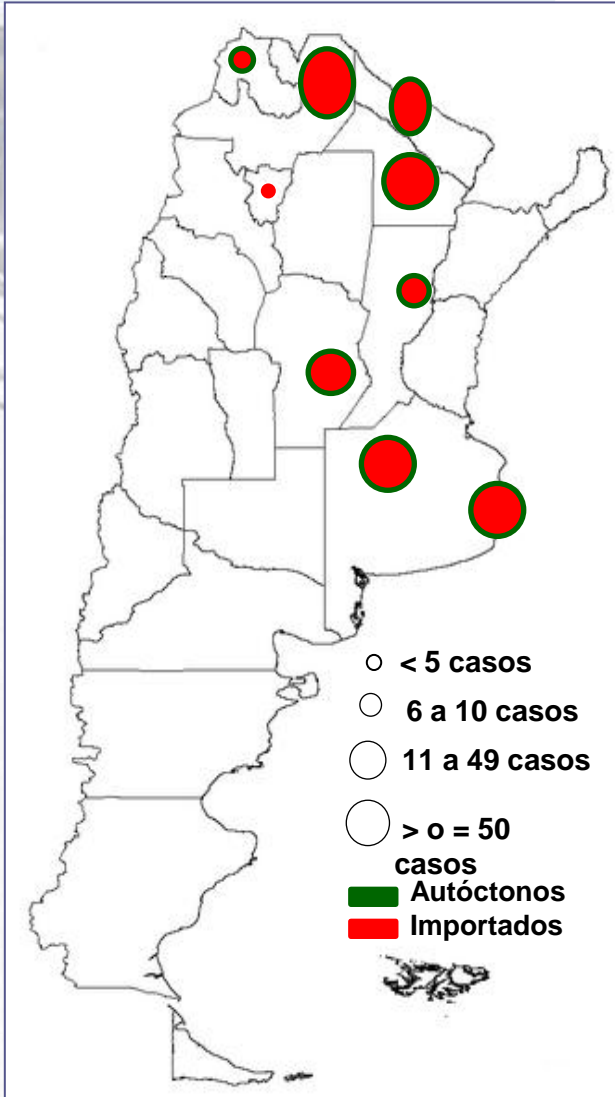 < 5 casos
6 a 10 casos
11 a 49 casos
> o = 50
casos
Autóctonos
Importados